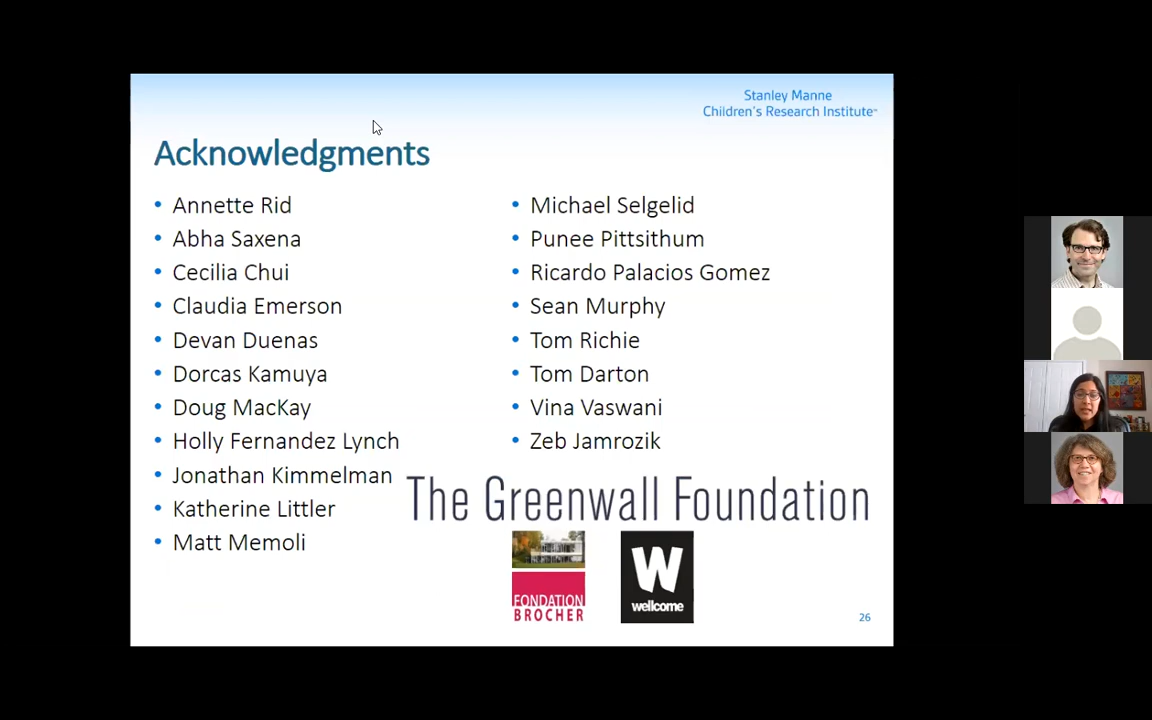 Stanley Manne
Children's Research Institute™
Acknowledgments
• Annette Rid
• Abha Saxena
• Cecilia Chui
• Claudia Emerson
• Devan Duenas
• Dorcas Kamuya
• Doug MacKay
• Holly Fernandez Lynch
• Jonathan Kimmelman
• Katherine Littler
• Matt Memoli
• Michael Selgelid
• Punee Pittsithum
• Ricardo Palacios Gomez
• Sean Murphy
• Tom Richie
• Tom Darton
• Vina Vaswani
• Zeb Jamrozik
The Greenwall Foundation
FONDATION
BROCHER
W
wellcome
26